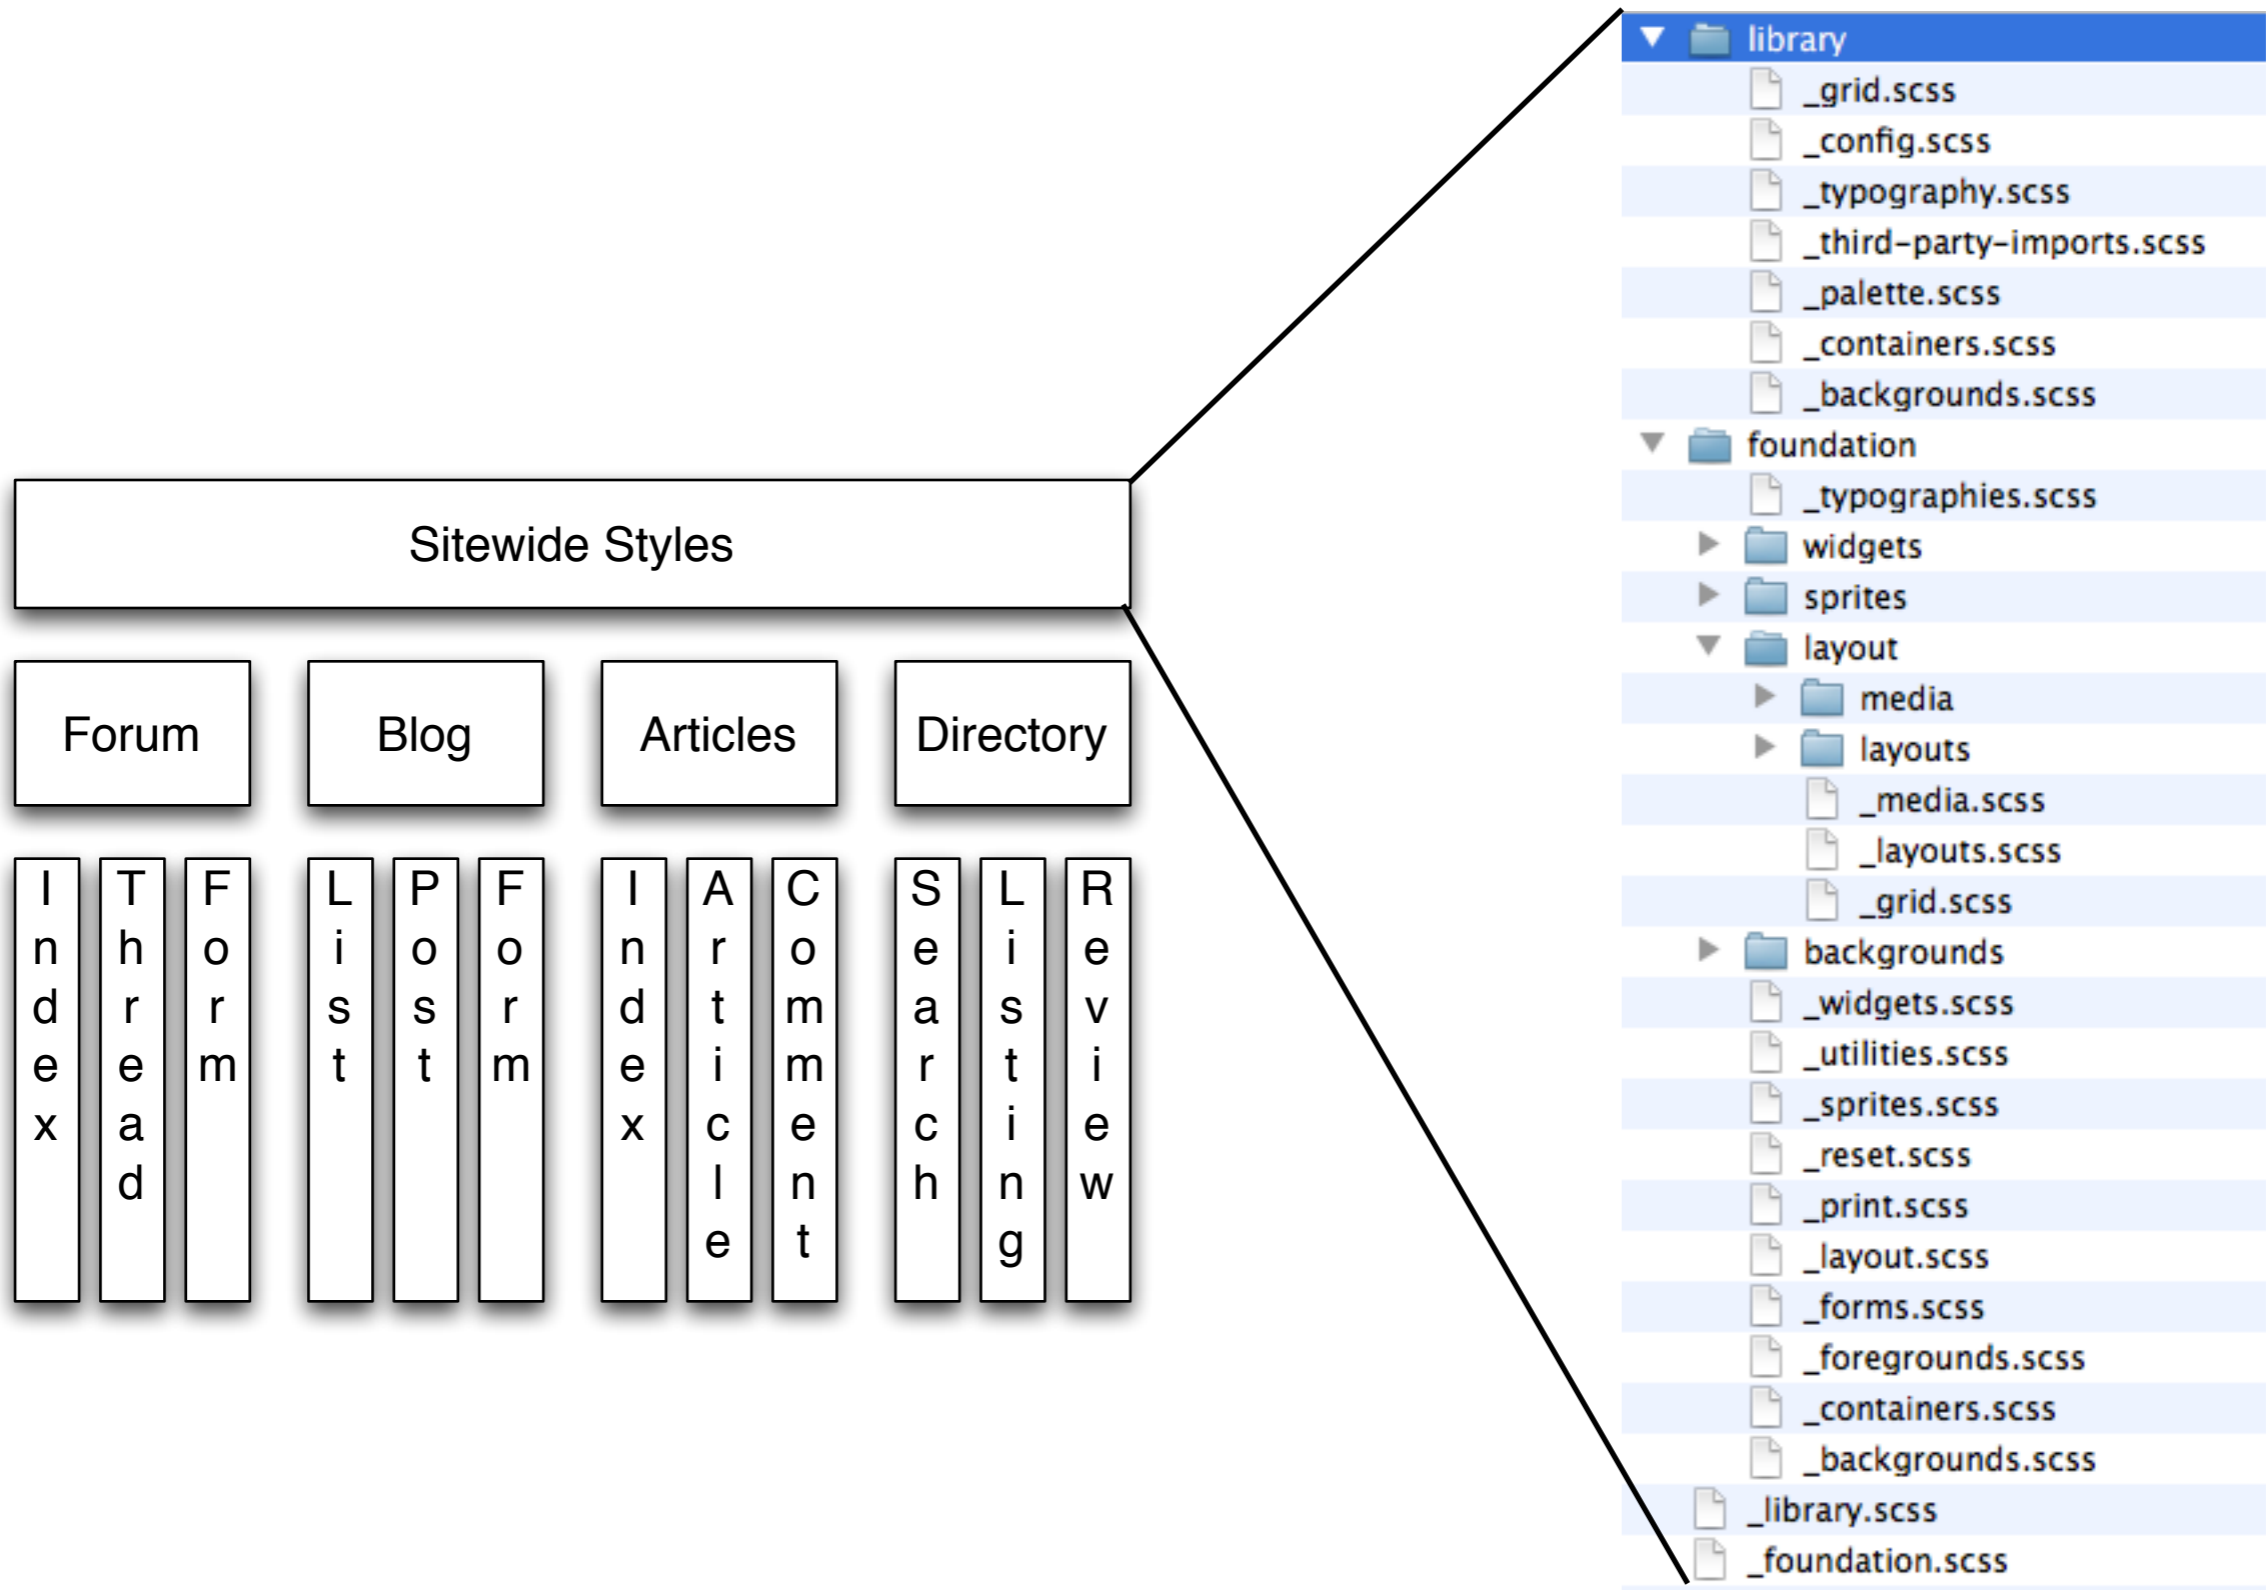 Sitewide Styles
Forum
Blog
Articles
Directory
Index
Thread
Form
List
Post
Form
Index
Article
Comment
Search
Listing
Review
library
_grid.scss
_config.scss
_typography.scss
_third-party-imports.scss
_palette.scss
_containers.scss
_backgrounds.scss
foundation
_typographies.scss
widgets
sprites
layout
media
layouts
_media.scss
_layouts.scss
_grid.scss
backgrounds
_widgets.scss
_utilities.scss
_sprites.scss
_reset.scss
_print.scss
_layout.scss
_forms.scss
_foregrounds.scss
_containers.scss
_backgrounds.scss
_library.scss
_foundation.scss